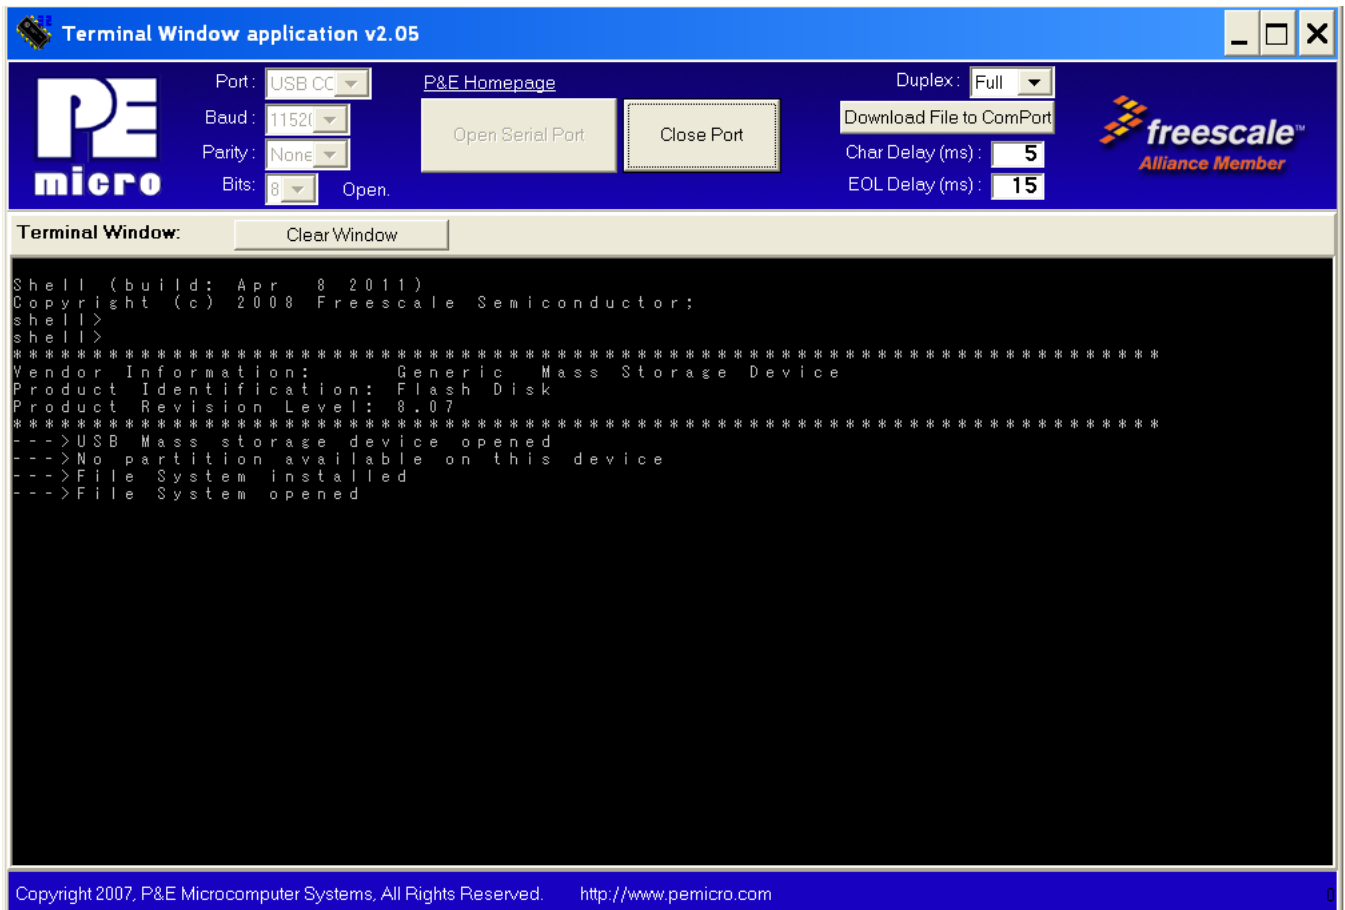 Terminal Window application v2.05
PE
micro
Port: USB CC
Baud: 11520
Parity: None
Bits: 8 Open.
P&E Homepage
Open Serial Port
Close Port
Duplex: Full
Download File to ComPort
Char Delay (ms): 5
EOL Delay (ms): 15
freescale™
Alliance Member
Terminal Window: Clear Window
Shell (build: Apr 8 2011)
Copyright (c) 2008 Freescale Semiconductor;
shell>
shell>
************************************************************************
Vendor Information: Generic Mass Storage Device
Product Identification: Flash Disk
Product Revision Level: 8.07
************************************************************************
--->USB Mass storage device opened
--->No partition available on this device
--->File System installed
--->File System opened
Copyright 2007, P&E Microcomputer Systems, All Rights Reserved. http://www.pemicro.com 0